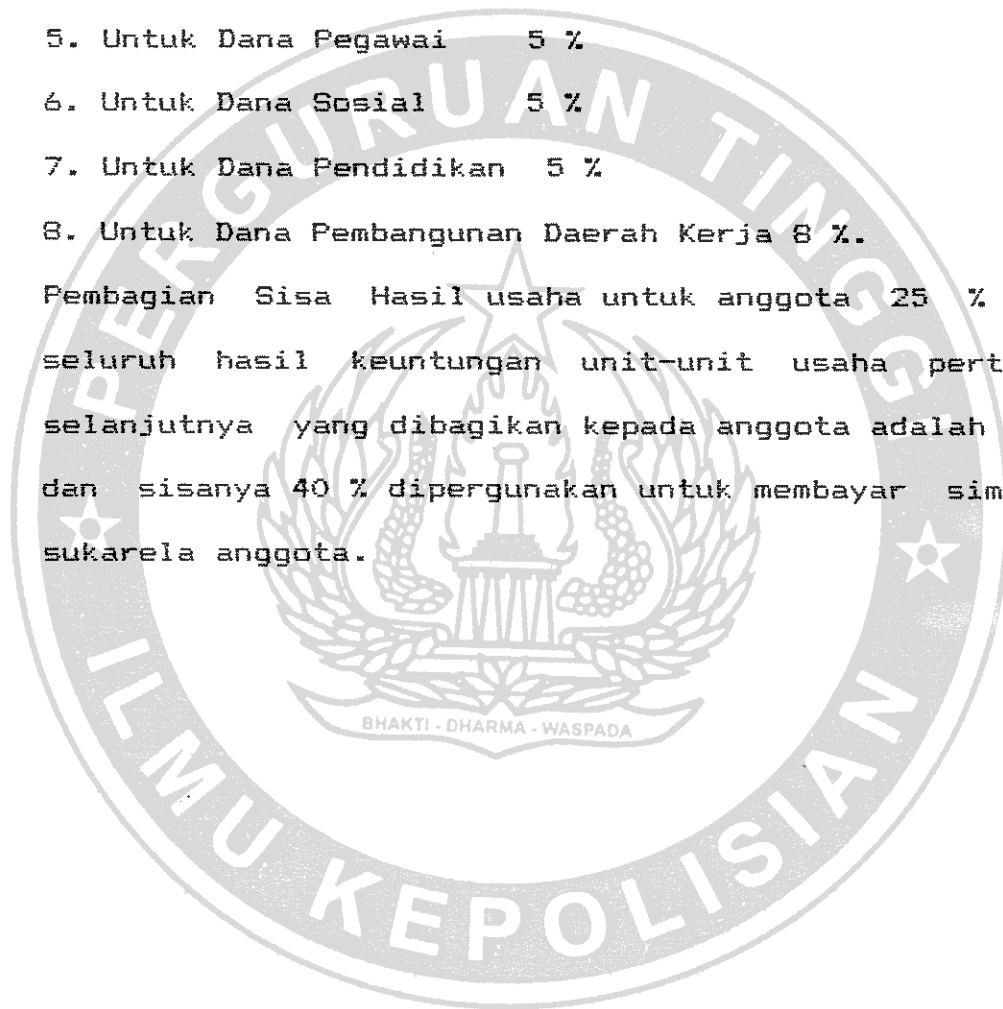 5. Untuk Dana Pegawai 5 %
6. Untuk Dana Sosial 5 %
7. Untuk Dana Pendidikan 5 %
8. Untuk Dana Pembangunan Daerah Kerja 8 %.
Pembagian Sisa Hasil usaha untuk anggota 25 %
seluruh hasil keuntungan unit-unit usaha pert
selanjutnya yang dibagikan kepada anggota adalah
dan sisanya 40 % dipergunakan untuk membayar sim
sukarela anggota.
PERGURUAN TINGGI
BHAKTI - DHARMA - WASPADA
ILMU KEPOLISIAN